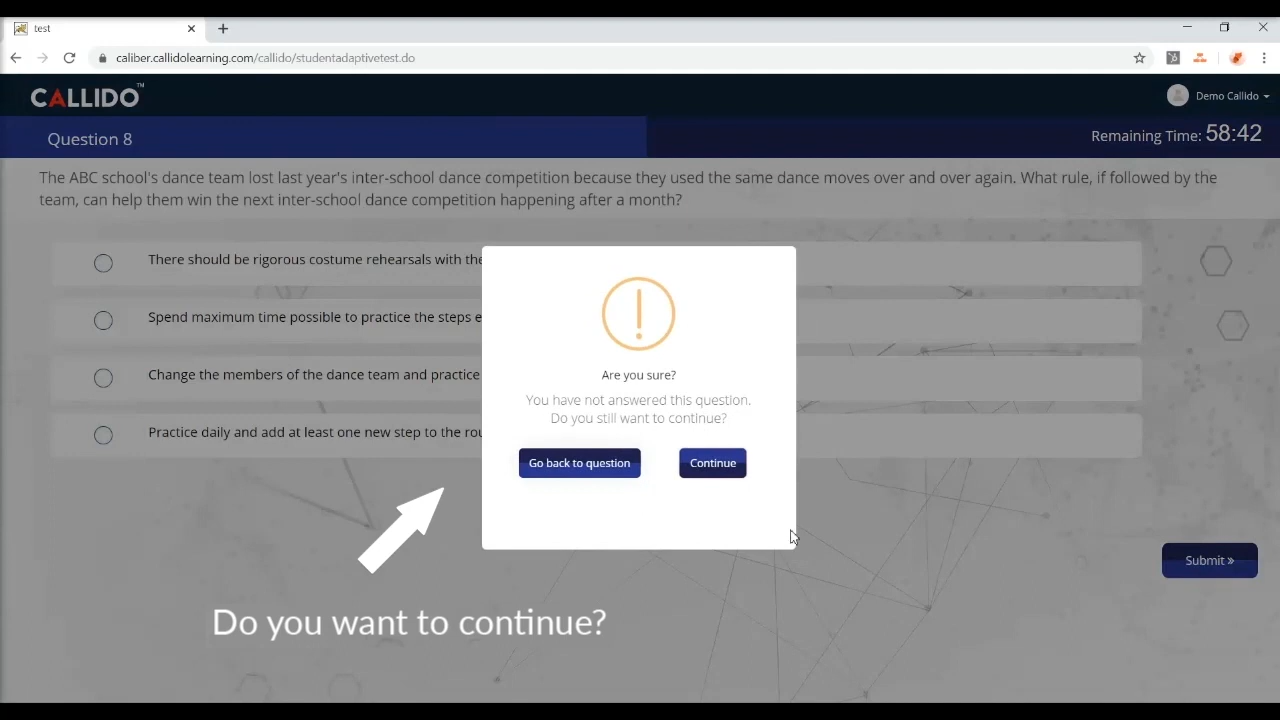 test
caliber.callidolearning.com/callido/studentadaptivetest.do
CALLIDO™
Demo Callido
Question 8
Remaining Time: 58:42
The ABC school's dance team lost last year's inter-school dance competition because they used the same dance moves over and over again. What rule, if followed by the
team, can help them win the next inter-school dance competition happening after a month?
There should be rigorous costume rehearsals with the
Spend maximum time possible to practice the steps
Change the members of the dance team and practice
Practice daily and add at least one new step to the
Are you sure?
You have not answered this question.
Do you still want to continue?
Go back to question
Continue
Submit »
Do you want to continue?